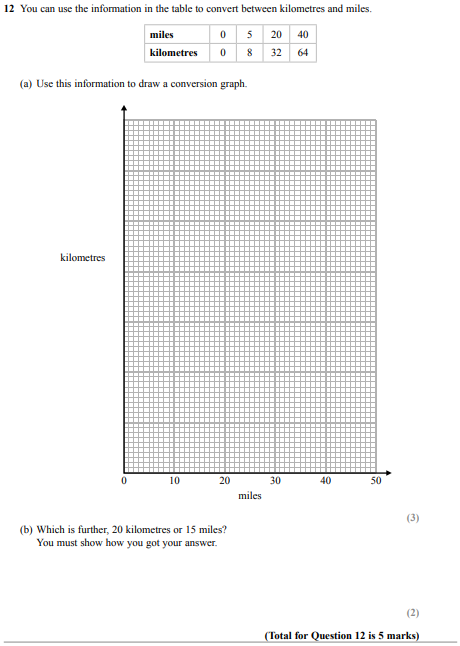 12 You can use the information in the table to convert between kilometres and miles.
miles 0 5 20 40
kilometres 0 8 32 64
(a) Use this information to draw a conversion graph.
kilometres
0 10 20 30 40 50
miles
(3)
(b) Which is further, 20 kilometres or 15 miles?
You must show how you got your answer.
(2)
(Total for Question 12 is 5 marks)